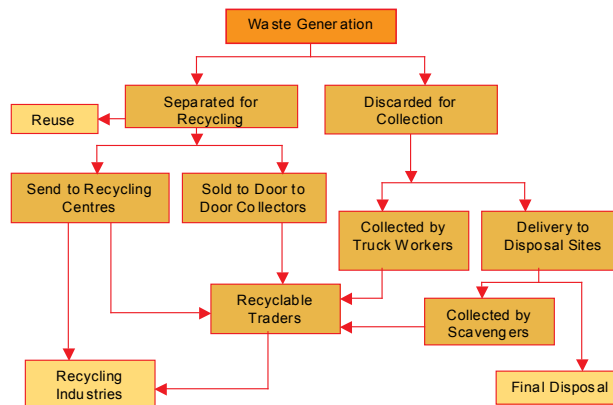 Waste Generation
Separated for
Recycling
Discarded for
Collection
Reuse
Send to Recycling
Centres
Sold to Door to
Door Collectors
Collected by
Truck Workers
Delivery to
Disposal Sites
Recyclable
Traders
Collected by
Scavengers
Recycling
Industries
Final Disposal